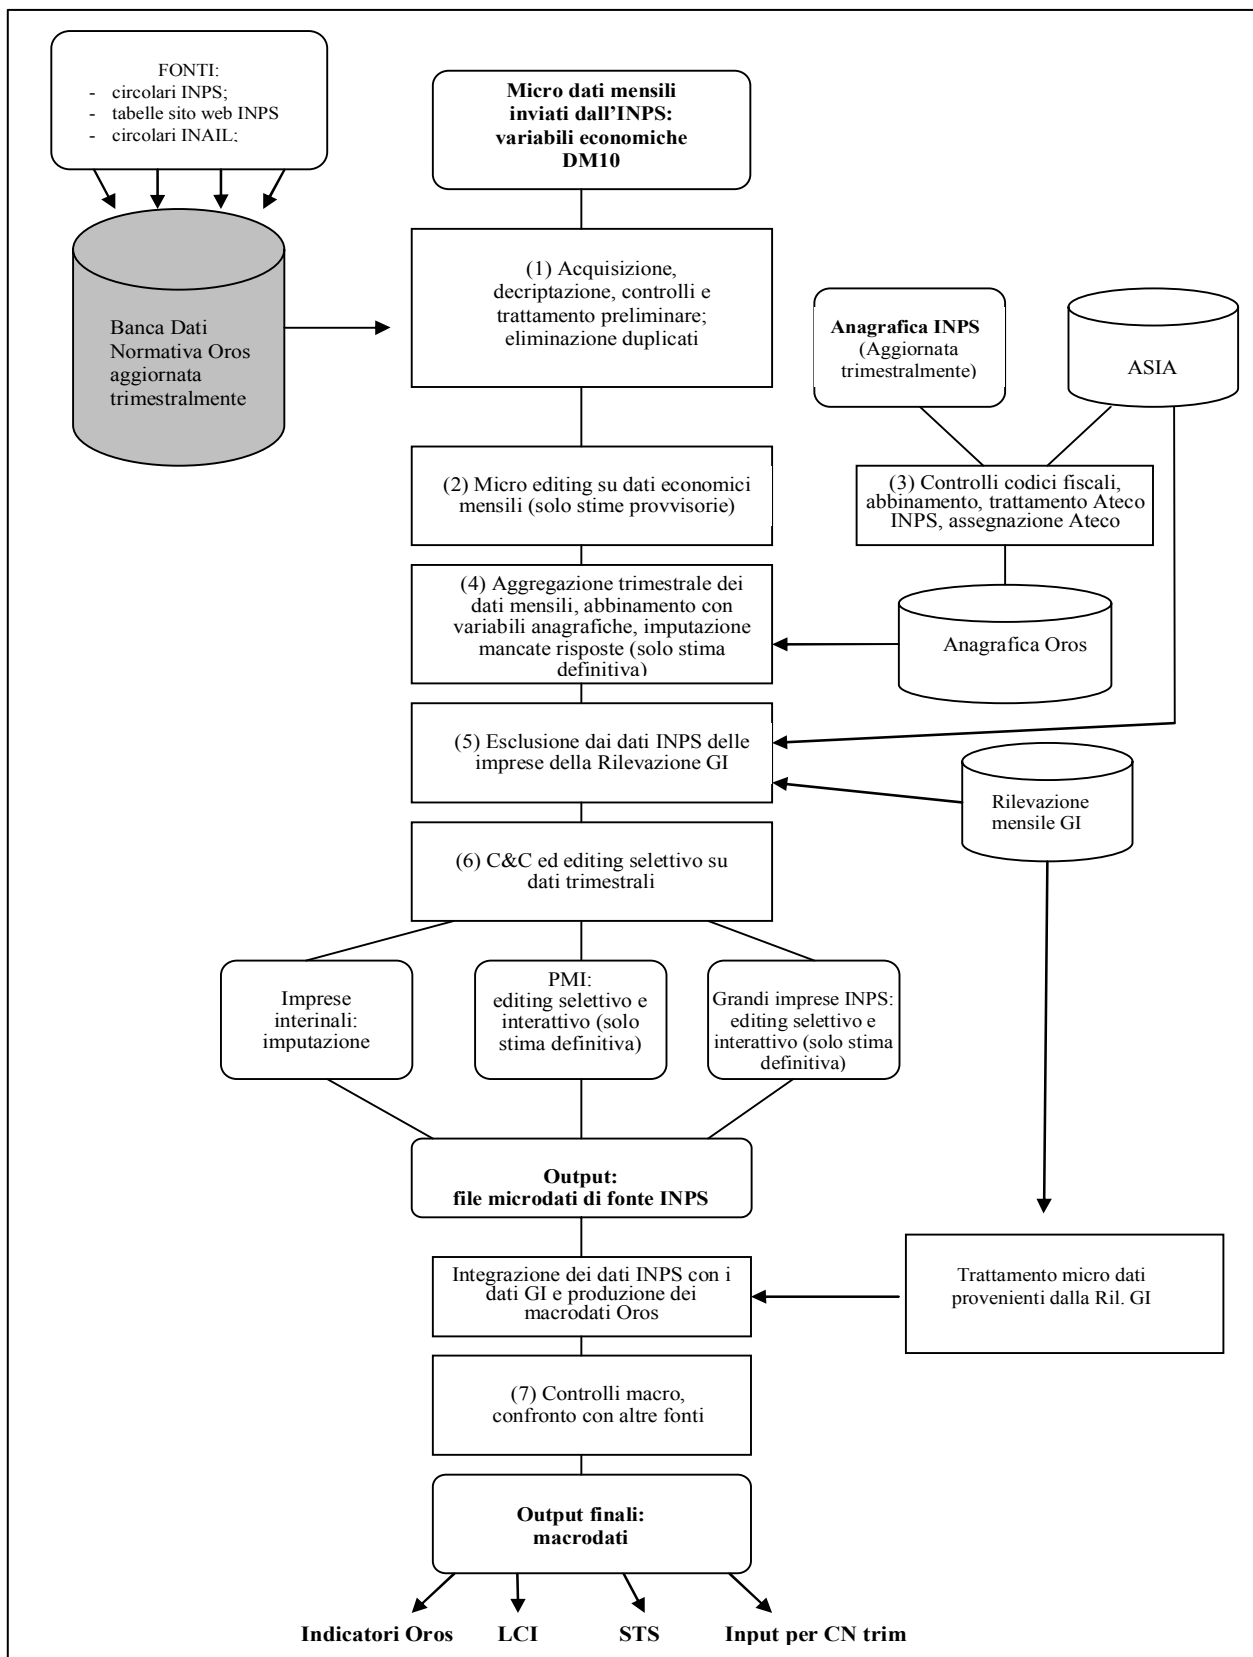 FONTI:
- circolari INPS;
- tabelle sito web INPS
- circolari INAIL;
Micro dati mensili
inviati dall'INPS:
variabili economiche
DM10
Banca Dati
Normativa Oros
aggiornata
trimestralmente
(1) Acquisizione,
decriptazione, controlli e
trattamento preliminare;
eliminazione duplicati
Anagrafica INPS
(Aggiornata
trimestralmente)
ASIA
(2) Micro editing su dati economici
mensili (solo stime provvisorie)
(3) Controlli codici fiscali,
abbinamento, trattamento Ateco
INPS, assegnazione Ateco
(4) Aggregazione trimestrale dei
dati mensili, abbinamento con
variabili anagrafiche, imputazione
mancate risposte (solo stima
definitiva)
Anagrafica Oros
(5) Esclusione dai dati INPS delle
imprese della Rilevazione GI
Rilevazione
mensile GI
(6) C&C ed editing selettivo su
dati trimestrali
Imprese
interinali:
imputazione
PMI:
editing selettivo e
interattivo (solo
stima definitiva)
Grandi imprese INPS:
editing selettivo e
interattivo (solo stima
definitiva)
Output:
file microdati di fonte INPS
Integrazione dei dati INPS con i
dati GI e produzione dei
macrodati Oros
Trattamento micro dati
provenienti dalla Ril. GI
(7) Controlli macro,
confronto con altre fonti
Output finali:
macrodati
Indicatori Oros LCI STS Input per CN trim